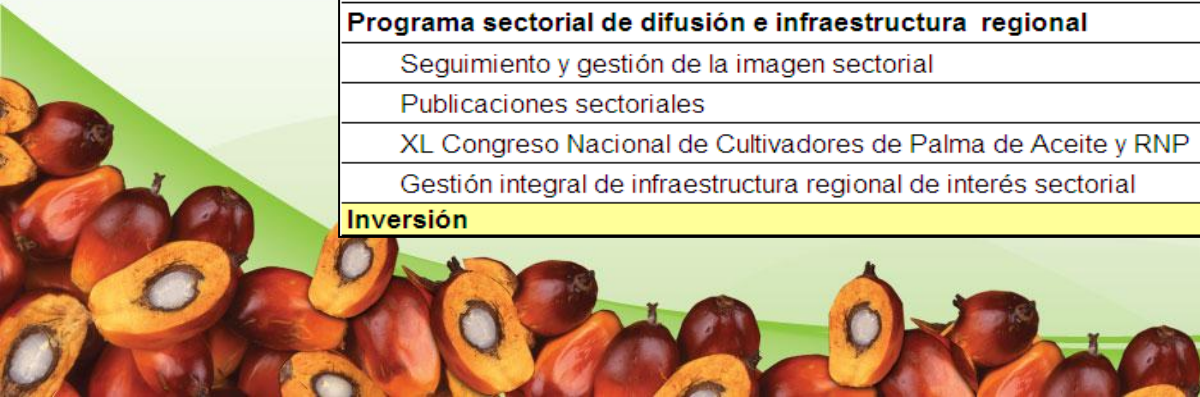 Programa sectorial de difusión e infraestructura regional
Seguimiento y gestión de la imagen sectorial
Publicaciones sectoriales
XL Congreso Nacional de Cultivadores de Palma de Aceite y RNP
Gestión integral de infraestructura regional de interés sectorial
Inversión